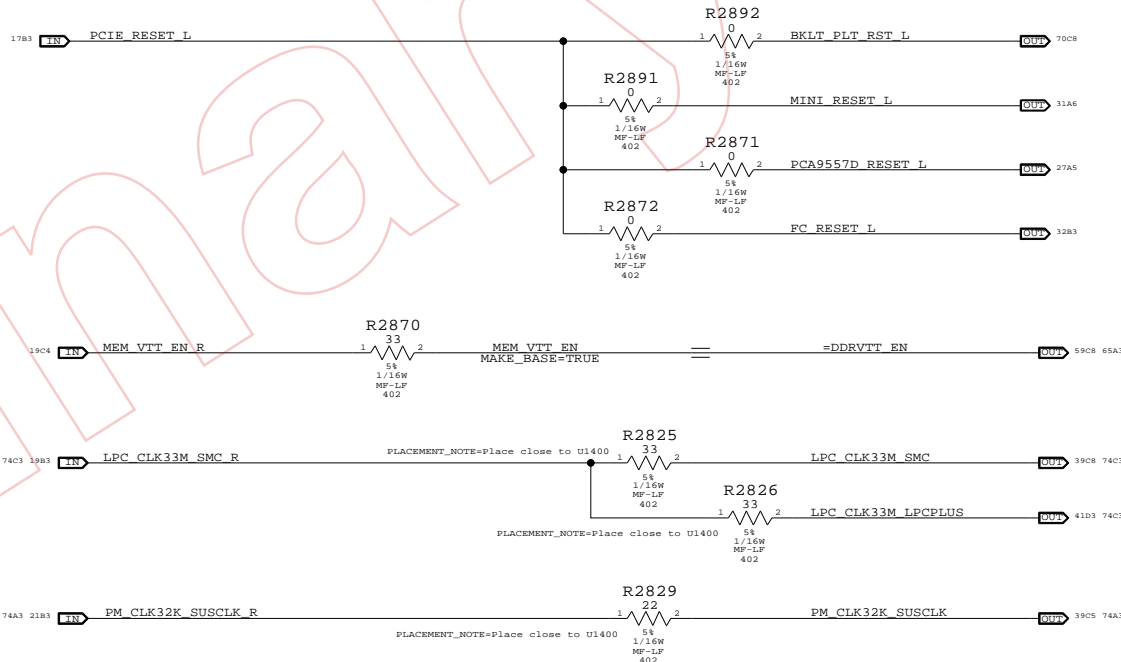 R2892
17B3 IN PCIE_RESET_L 1 0 2 BKLT_PLT_RST_L OUT 70C8
5%
1/16W
MF-LF
402
R2891
1 0 2 MINI_RESET_L OUT 31A6
5%
1/16W
MF-LF
402
R2871
1 0 2 PCA9557D_RESET_L OUT 27A5
5%
1/16W
MF-LF
402
R2872
1 0 2 FC_RESET_L OUT 32B3
5%
1/16W
MF-LF
402
R2870
19C4 IN MEM_VTT_EN_R 1 33 2 MEM_VTT_EN =DDRVTT_EN OUT 59C8 65A3
MAKE_BASE=TRUE
5%
1/16W
MF-LF
402
R2825
74C3 19B3 IN LPC_CLK33M_SMC_R PLACEMENT_NOTE=Place close to U1400 1 33 2 LPC_CLK33M_SMC OUT 39C8 74C3
5%
1/16W
MF-LF
402
R2826
1 33 2 LPC_CLK33M_LPCPLUS OUT 41D3 74C3
PLACEMENT_NOTE=Place close to U1400
5%
1/16W
MF-LF
402
R2829
74A3 21B3 IN PM_CLK32K_SUSCLK_R 1 22 2 PM_CLK32K_SUSCLK OUT 39C5 74A3
PLACEMENT_NOTE=Place close to U1400
5%
1/16W
MF-LF
402